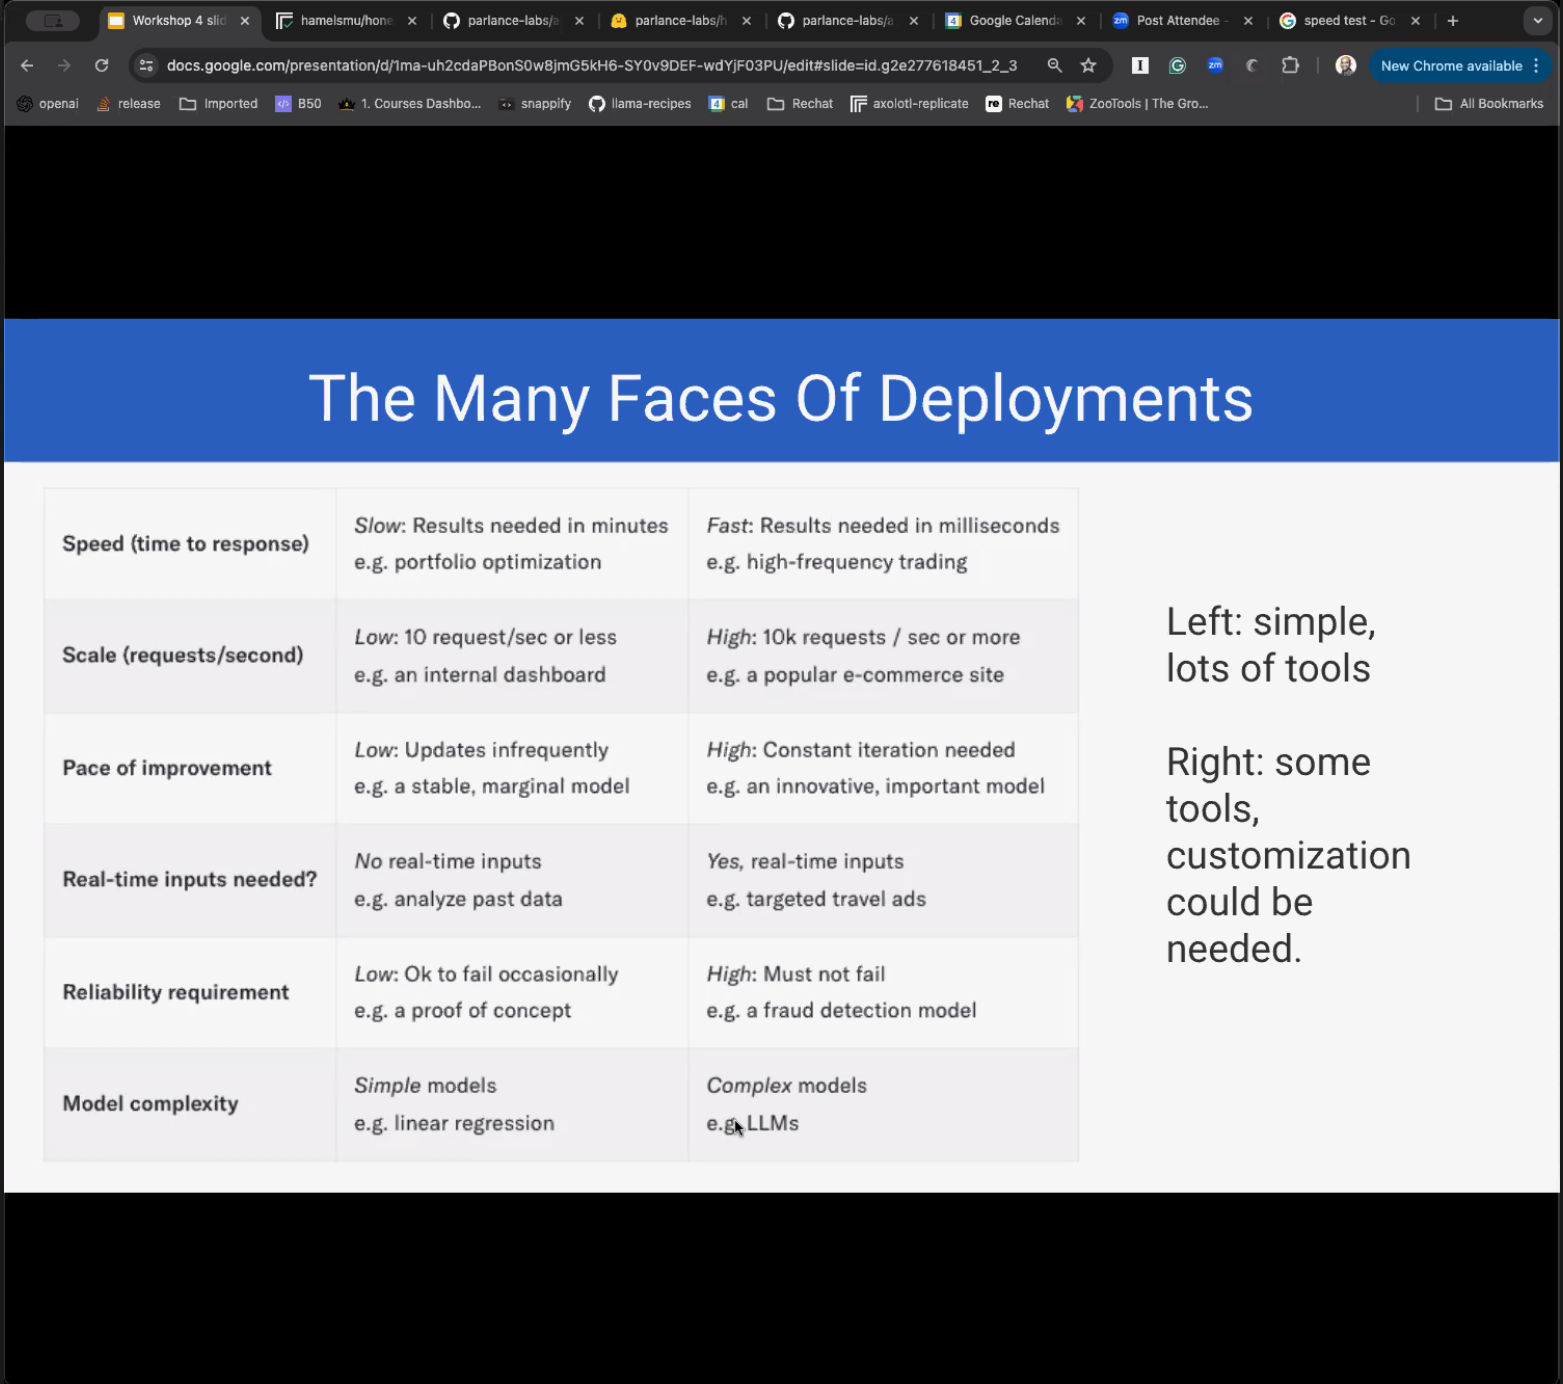 Workshop 4 slid
hamelsmu/hone
parlance-labs/a
parlance-labs/h
parlance-labs/a
Google Calenda
Post Attendee -
speed test - Go
docs.google.com/presentation/d/1ma-uh2cdaPBonS0w8jmG5kH6-SY0v9DEF-wdYjF03PU/edit#slide=id.g2e277618451_2_3
New Chrome available
openai
release
Imported
B50
1. Courses Dashbo...
snappify
llama-recipes
cal
Rechat
axolotl-replicate
Rechat
ZooTools | The Gro...
All Bookmarks
The Many Faces Of Deployments
Speed (time to response)
Slow: Results needed in minutes
e.g. portfolio optimization
Fast: Results needed in milliseconds
e.g. high-frequency trading
Scale (requests/second)
Low: 10 request/sec or less
e.g. an internal dashboard
High: 10k requests / sec or more
e.g. a popular e-commerce site
Pace of improvement
Low: Updates infrequently
e.g. a stable, marginal model
High: Constant iteration needed
e.g. an innovative, important model
Real-time inputs needed?
No real-time inputs
e.g. analyze past data
Yes, real-time inputs
e.g. targeted travel ads
Reliability requirement
Low: Ok to fail occasionally
e.g. a proof of concept
High: Must not fail
e.g. a fraud detection model
Model complexity
Simple models
e.g. linear regression
Complex models
e.g. LLMs
Left: simple,
lots of tools
Right: some
tools,
customization
could be
needed.